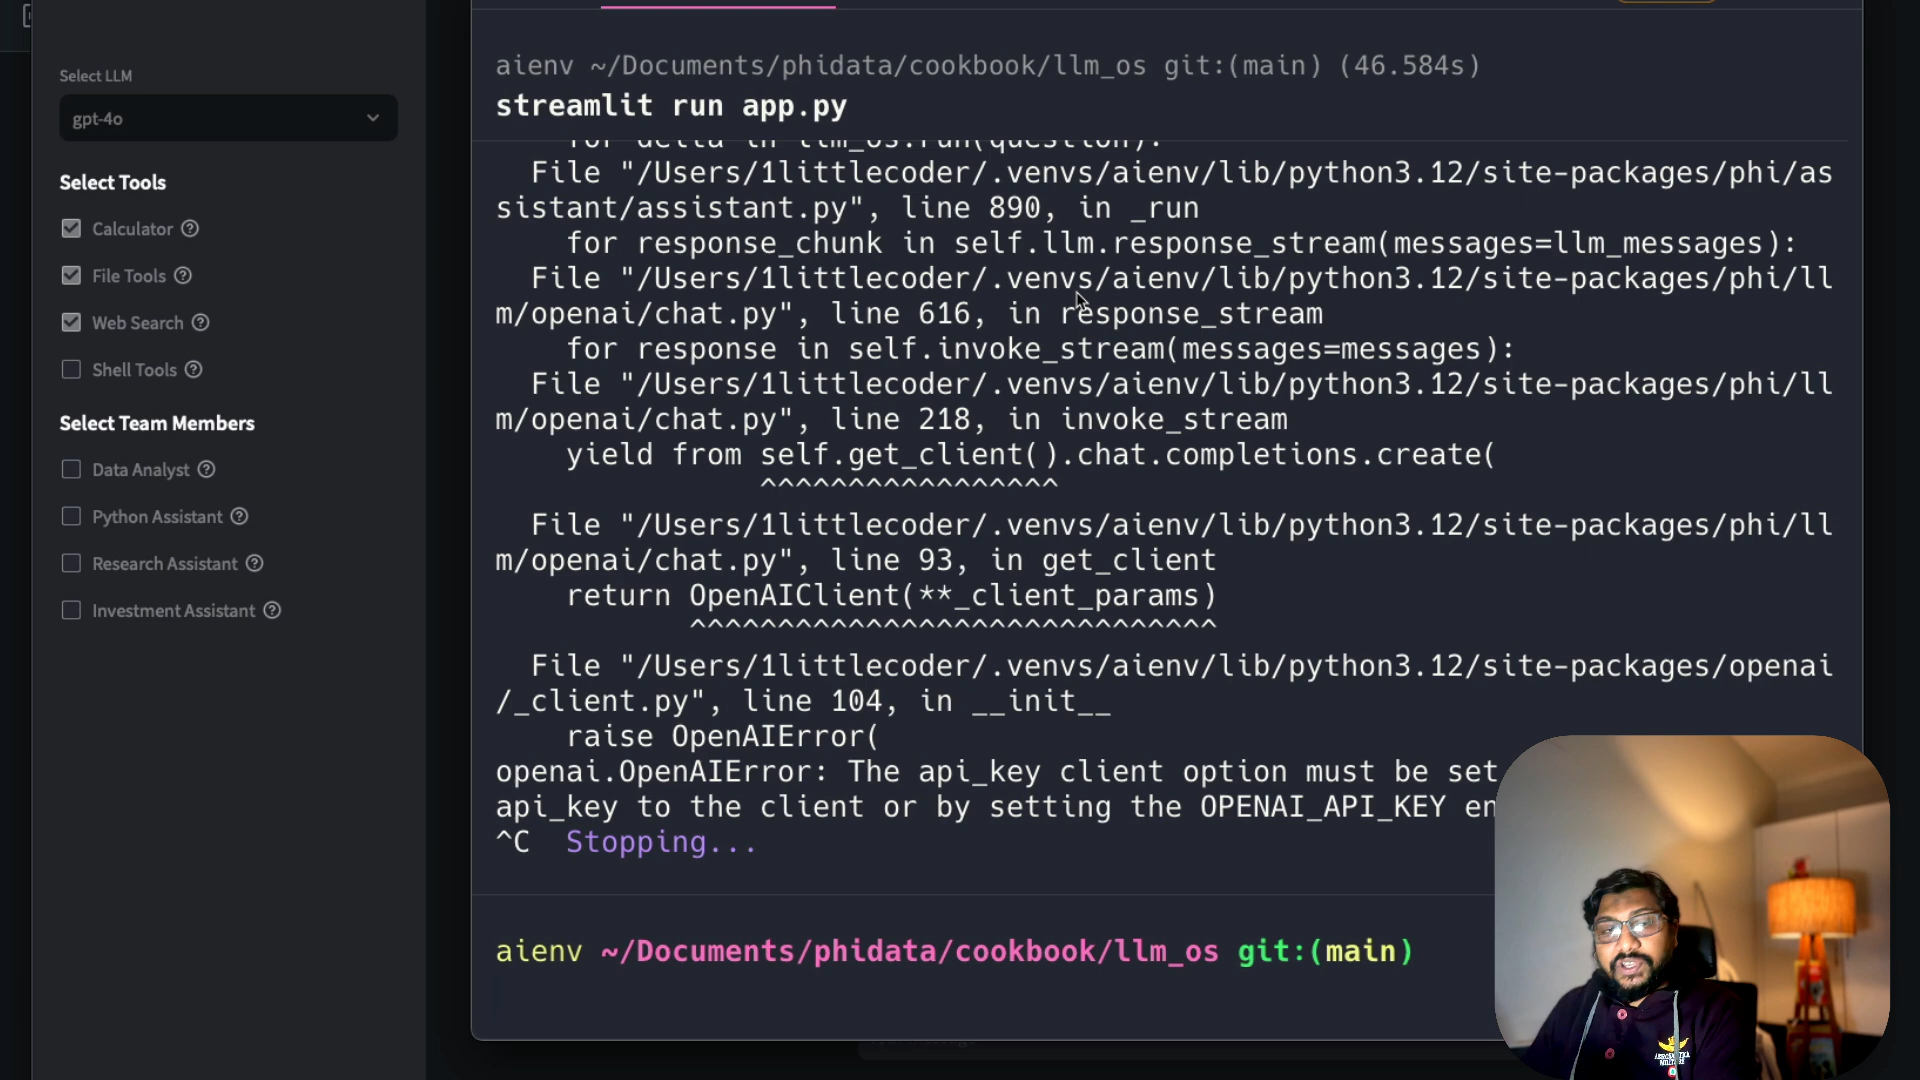 Select LLM
gpt-4o
Select Tools
Calculator
File Tools
Web Search
Shell Tools
Select Team Members
Data Analyst
Python Assistant
Research Assistant
Investment Assistant
aienv ~/Documents/phidata/cookbook/llm_os git:(main) (46.584s)
streamlit run app.py
for delta in llm_os.run(question):
File "/Users/1littlecoder/.venvs/aienv/lib/python3.12/site-packages/phi/as
sistant/assistant.py", line 890, in _run
for response_chunk in self.llm.response_stream(messages=llm_messages):
File "/Users/1littlecoder/.venvs/aienv/lib/python3.12/site-packages/phi/ll
m/openai/chat.py", line 616, in response_stream
for response in self.invoke_stream(messages=messages):
File "/Users/1littlecoder/.venvs/aienv/lib/python3.12/site-packages/phi/ll
m/openai/chat.py", line 218, in invoke_stream
yield from self.get_client().chat.completions.create(
^^^^^^^^^^^^^^^^^
File "/Users/1littlecoder/.venvs/aienv/lib/python3.12/site-packages/phi/ll
m/openai/chat.py", line 93, in get_client
return OpenAIClient(**_client_params)
^^^^^^^^^^^^^^^^^^^^^^^^^^^^^^
File "/Users/1littlecoder/.venvs/aienv/lib/python3.12/site-packages/openai
/_client.py", line 104, in __init__
raise OpenAIError(
openai.OpenAIError: The api_key client option must be set
api_key to the client or by setting the OPENAI_API_KEY en
^C Stopping...
aienv ~/Documents/phidata/cookbook/llm_os git:(main)